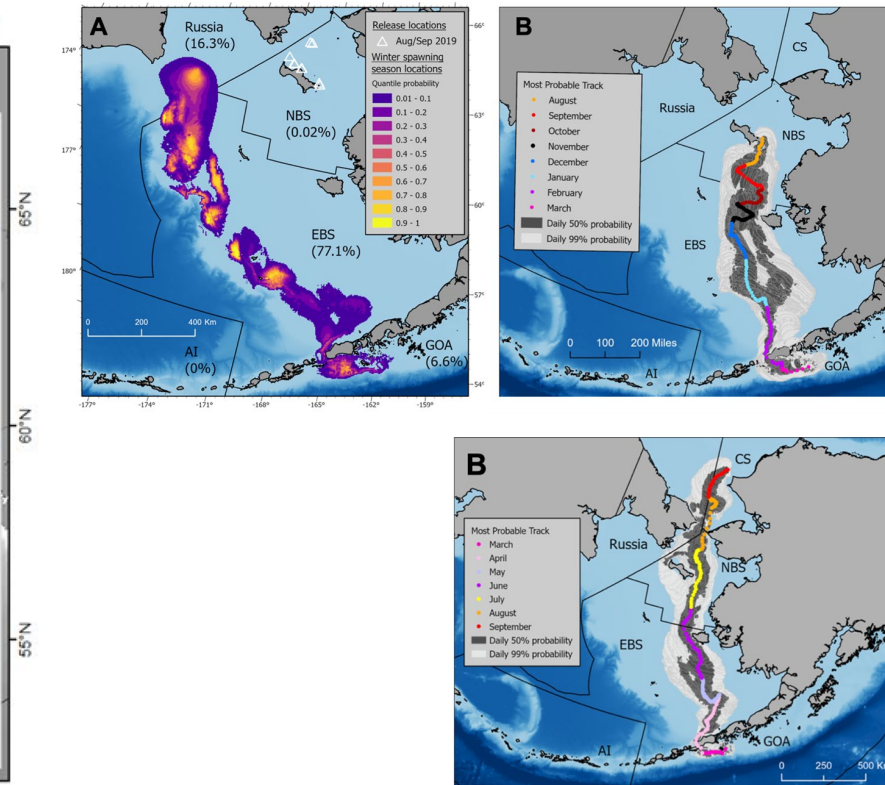 65°N
60°N
55°N
A
Russia
(16.3%)
NBS
(0.02%)
EBS
(77.1%)
AI
(0%)
GOA
(6.6%)
Release locations
Aug/Sep 2019
Winter spawning
season locations
Quantile probability
0.01 - 0.1
0.1 - 0.2
0.2 - 0.3
0.3 - 0.4
0.4 - 0.5
0.5 - 0.6
0.6 - 0.7
0.7 - 0.8
0.8 - 0.9
0.9 - 1
0 200 400 Km
174°
177°
180°
-177° -174° -171° -168° -165° -162° -159°
66°
63°
60°
57°
54°
B
CS
Russia
NBS
EBS
AI
GOA
Most Probable Track
August
September
October
November
December
January
February
March
Daily 50% probability
Daily 99% probability
0 100 200 Miles
B
CS
Russia
NBS
EBS
AI
GOA
Most Probable Track
March
April
May
June
July
August
September
Daily 50% probability
Daily 99% probability
0 250 500